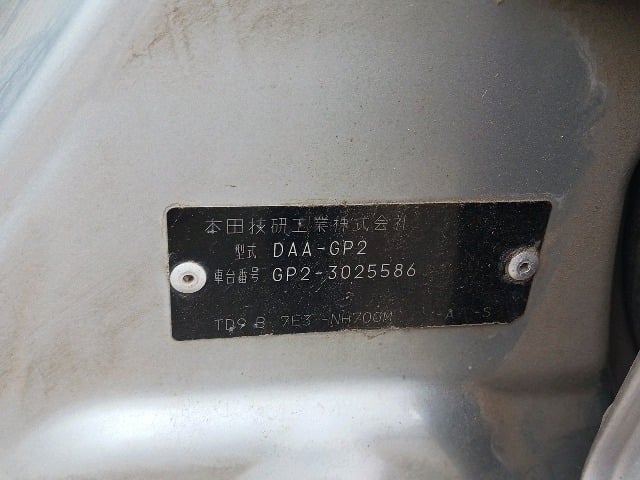 本田技研工業株式会社
型式 DAA-GP2
車台番号 GP2-3025586
TD9 B 7E3 -NH700M -A -S